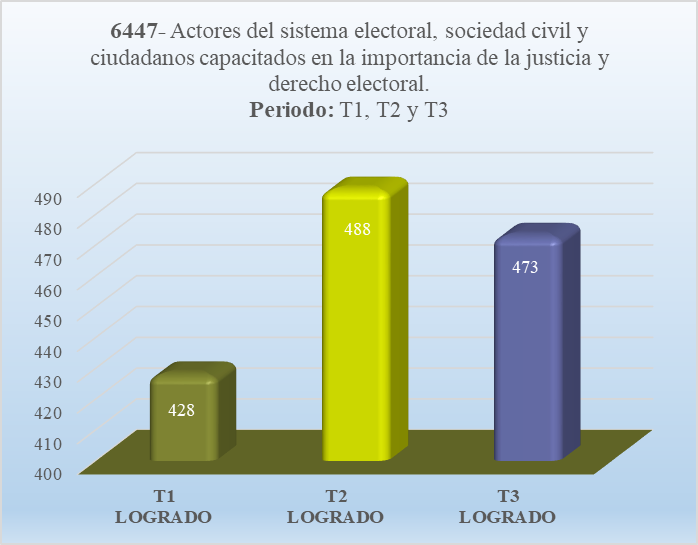 6447- Actores del sistema electoral, sociedad civil y
ciudadanos capacitados en la importancia de la justicia y
derecho electoral.
Periodo: T1, T2 y T3
490
480
470
460
450
440
430
420
410
400
428
488
473
T1
LOGRADO
T2
LOGRADO
T3
LOGRADO